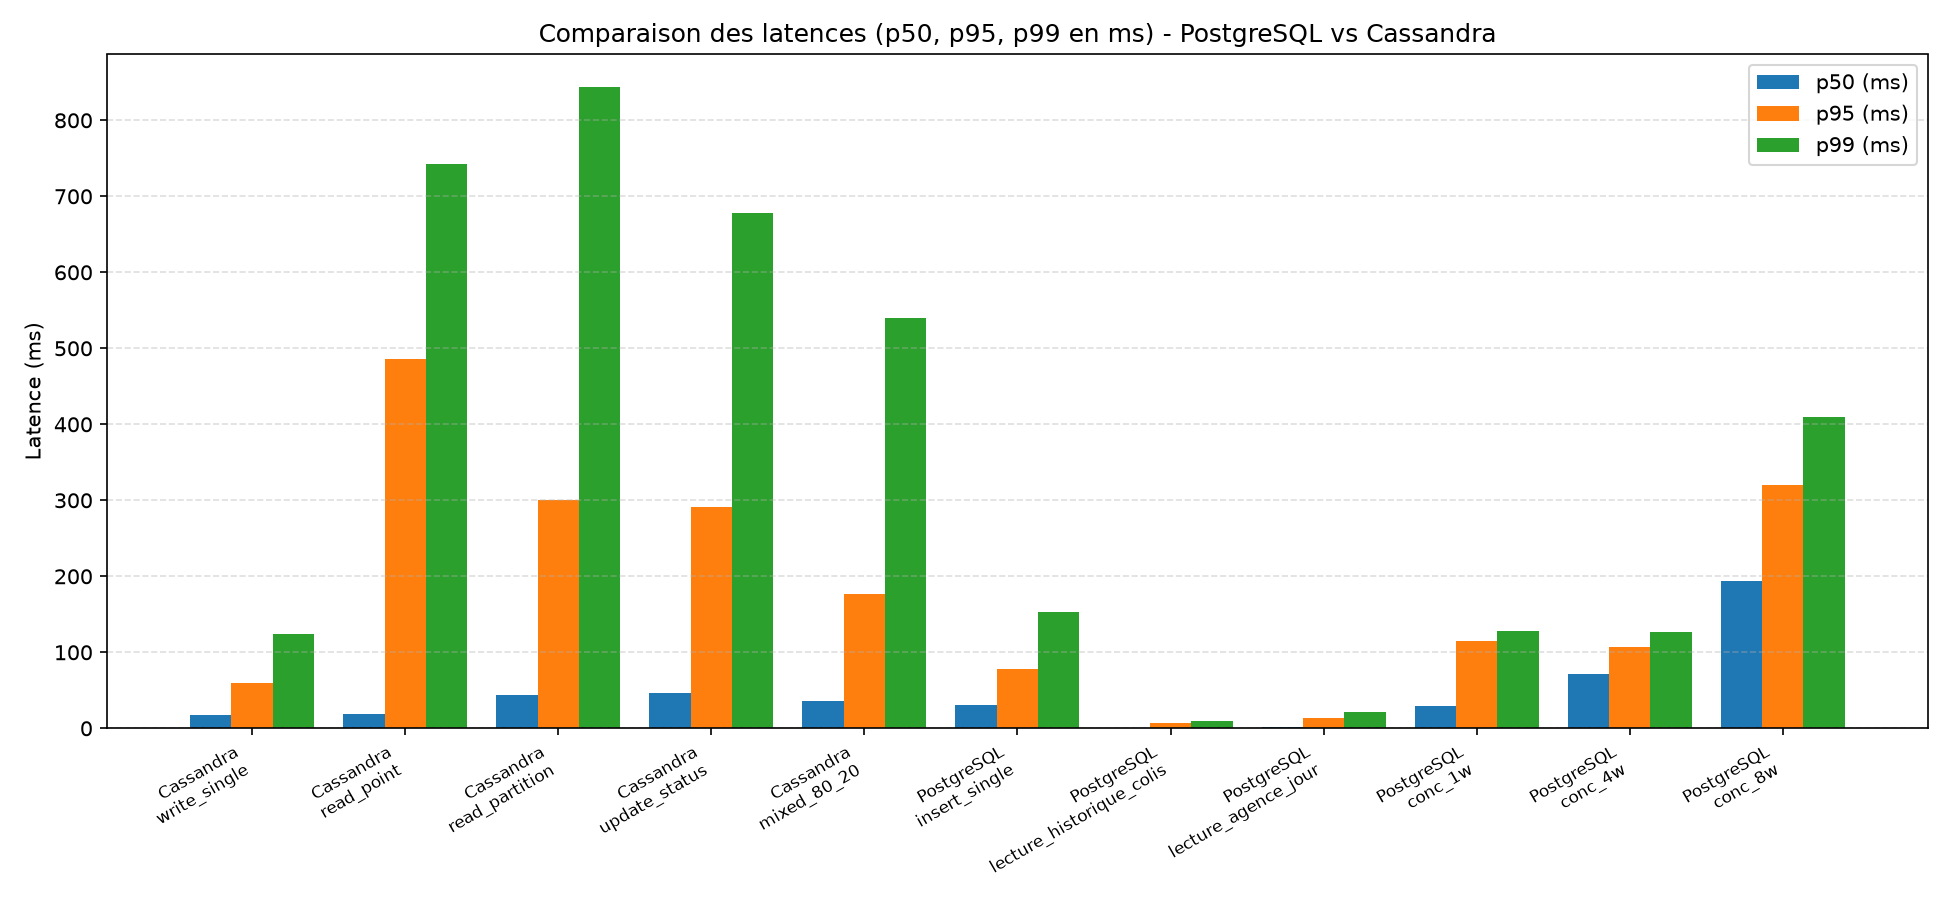 Comparaison des latences (p50, p95, p99 en ms) - PostgreSQL vs Cassandra
p50 (ms)
p95 (ms)
p99 (ms)
Latence (ms)
800
700
600
500
400
300
200
100
0
Cassandra
write_single
Cassandra
read_point
Cassandra
read_partition
Cassandra
update_status
Cassandra
mixed_80_20
PostgreSQL
insert_single
PostgreSQL
lecture_historique_colis
PostgreSQL
lecture_agence_jour
PostgreSQL
conc_1w
PostgreSQL
conc_4w
PostgreSQL
conc_8w